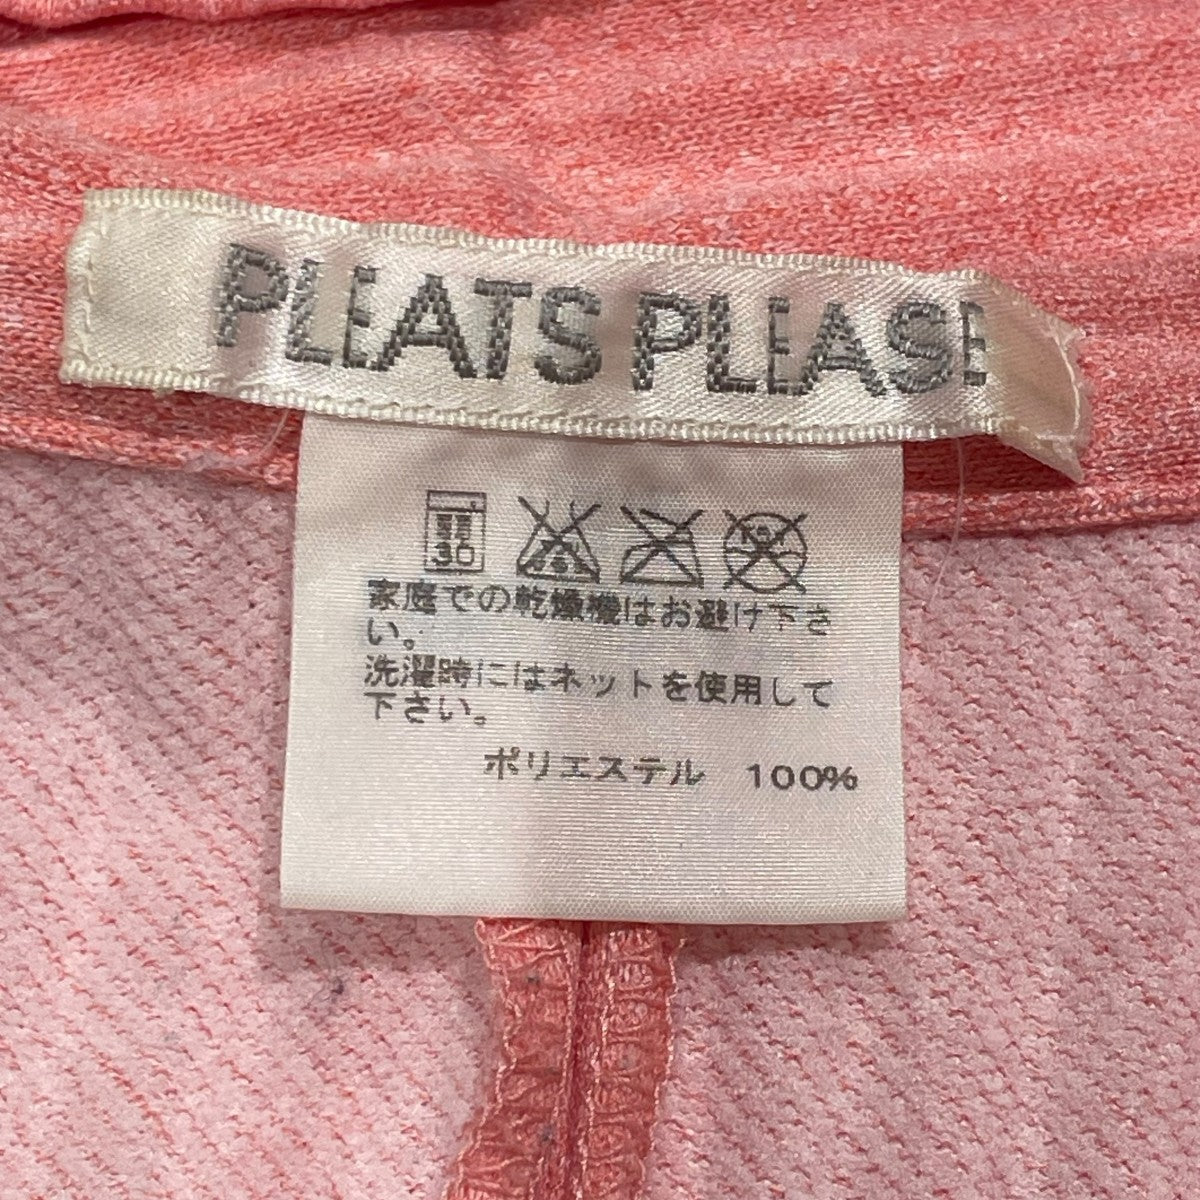 PLEATS PLEASE
30
家庭での乾燥機はお避け下さ
い。
洗濯時にはネットを使用して
下さい。
ポリエステル 100%